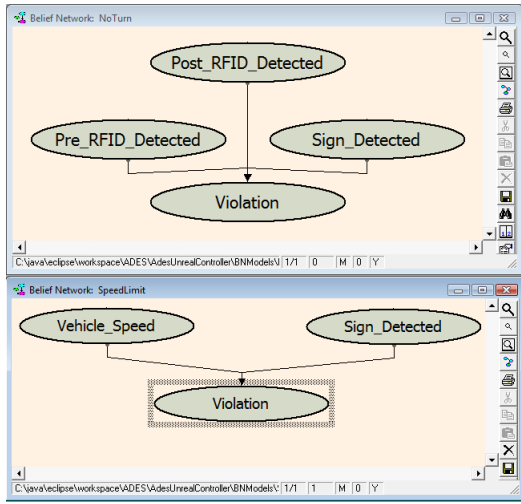 Belief Network: NoTurn
Post_RFID_Detected
Pre_RFID_Detected
Sign_Detected
Violation
C:\java\eclipse\workspace\ADES\AdesUnrealController\BNModels\ 1/1 0 M 0 Y
Belief Network: SpeedLimit
Vehicle_Speed
Sign_Detected
Violation
C:\java\eclipse\workspace\ADES\AdesUnrealController\BNModels\ 1/1 1 M 0 Y